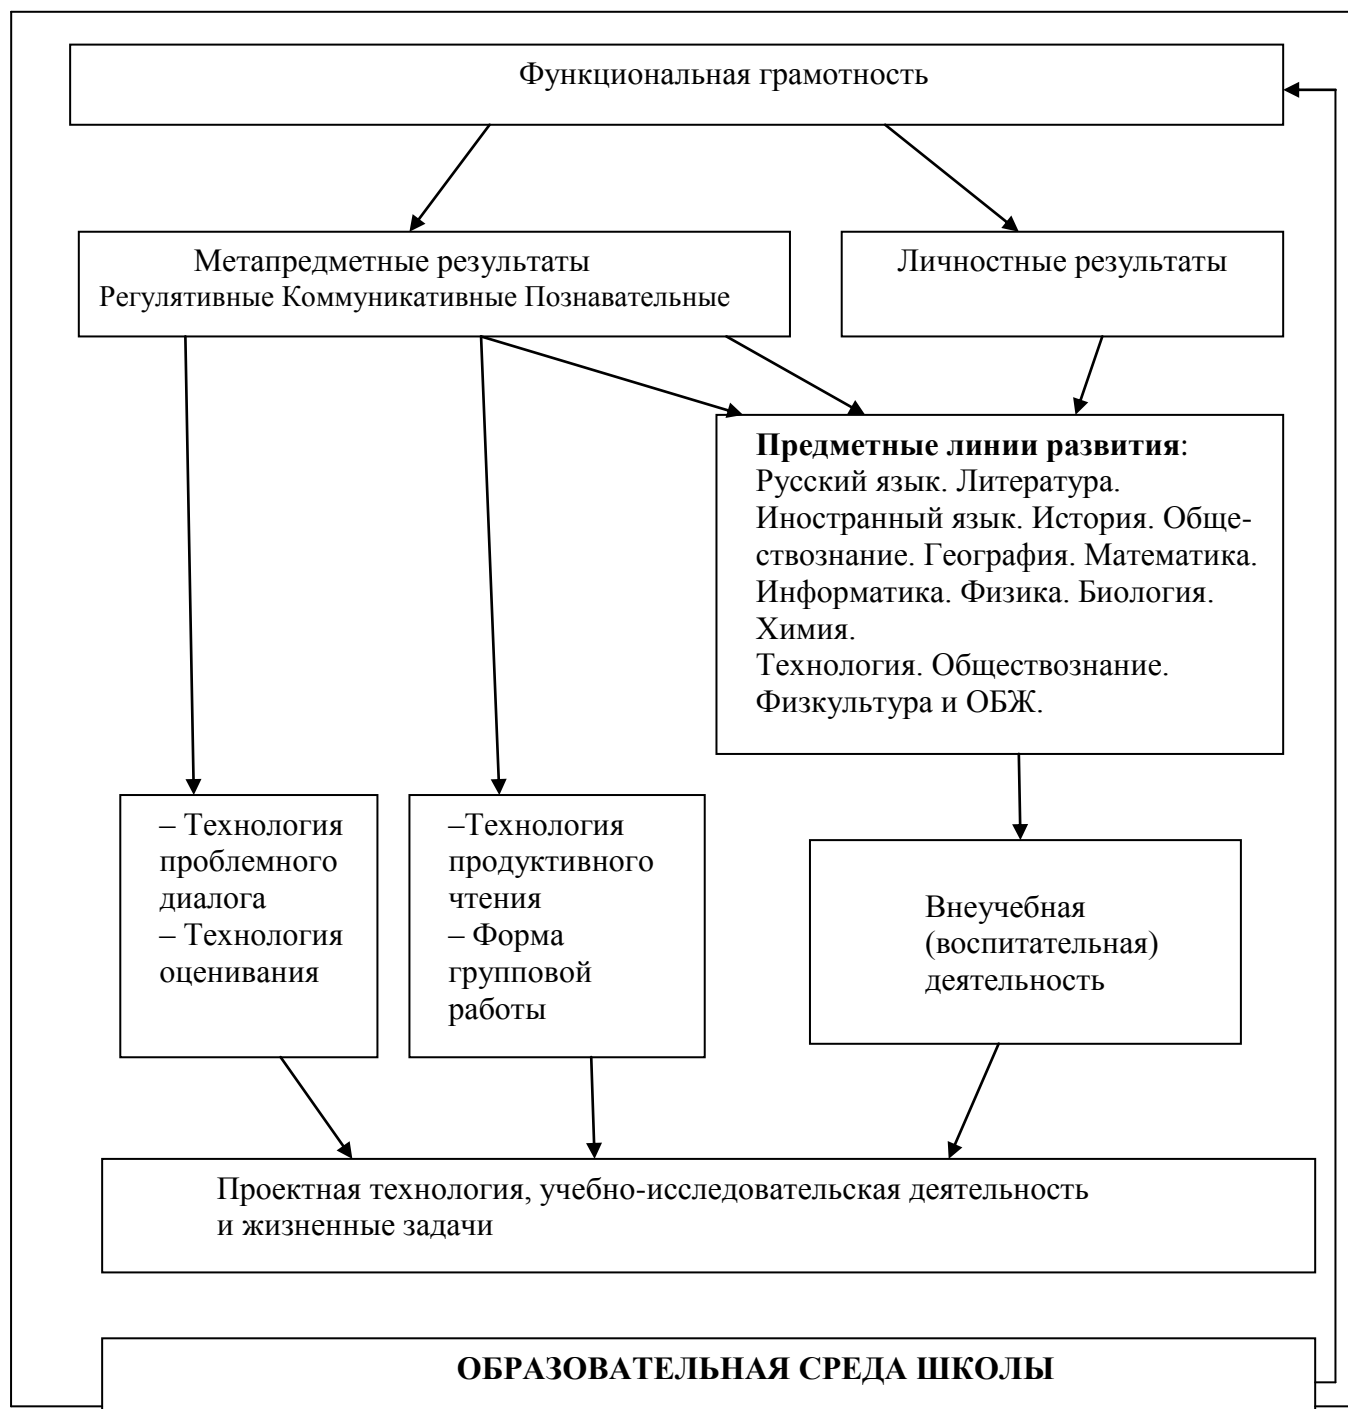 Функциональная грамотность
Метапредметные результаты
Регулятивные Коммуникативные Познавательные
Личностные результаты
Предметные линии развития:
Русский язык. Литература.
Иностранный язык. История. Обще-
ствознание. География. Математика.
Информатика. Физика. Биология.
Химия.
Технология. Обществознание.
Физкультура и ОБЖ.
– Технология
проблемного
диалога
– Технология
оценивания
–Технология
продуктивного
чтения
– Форма
групповой
работы
Внеучебная
(воспитательная)
деятельность
Проектная технология, учебно-исследовательская деятельность
и жизненные задачи
ОБРАЗОВАТЕЛЬНАЯ СРЕДА ШКОЛЫ